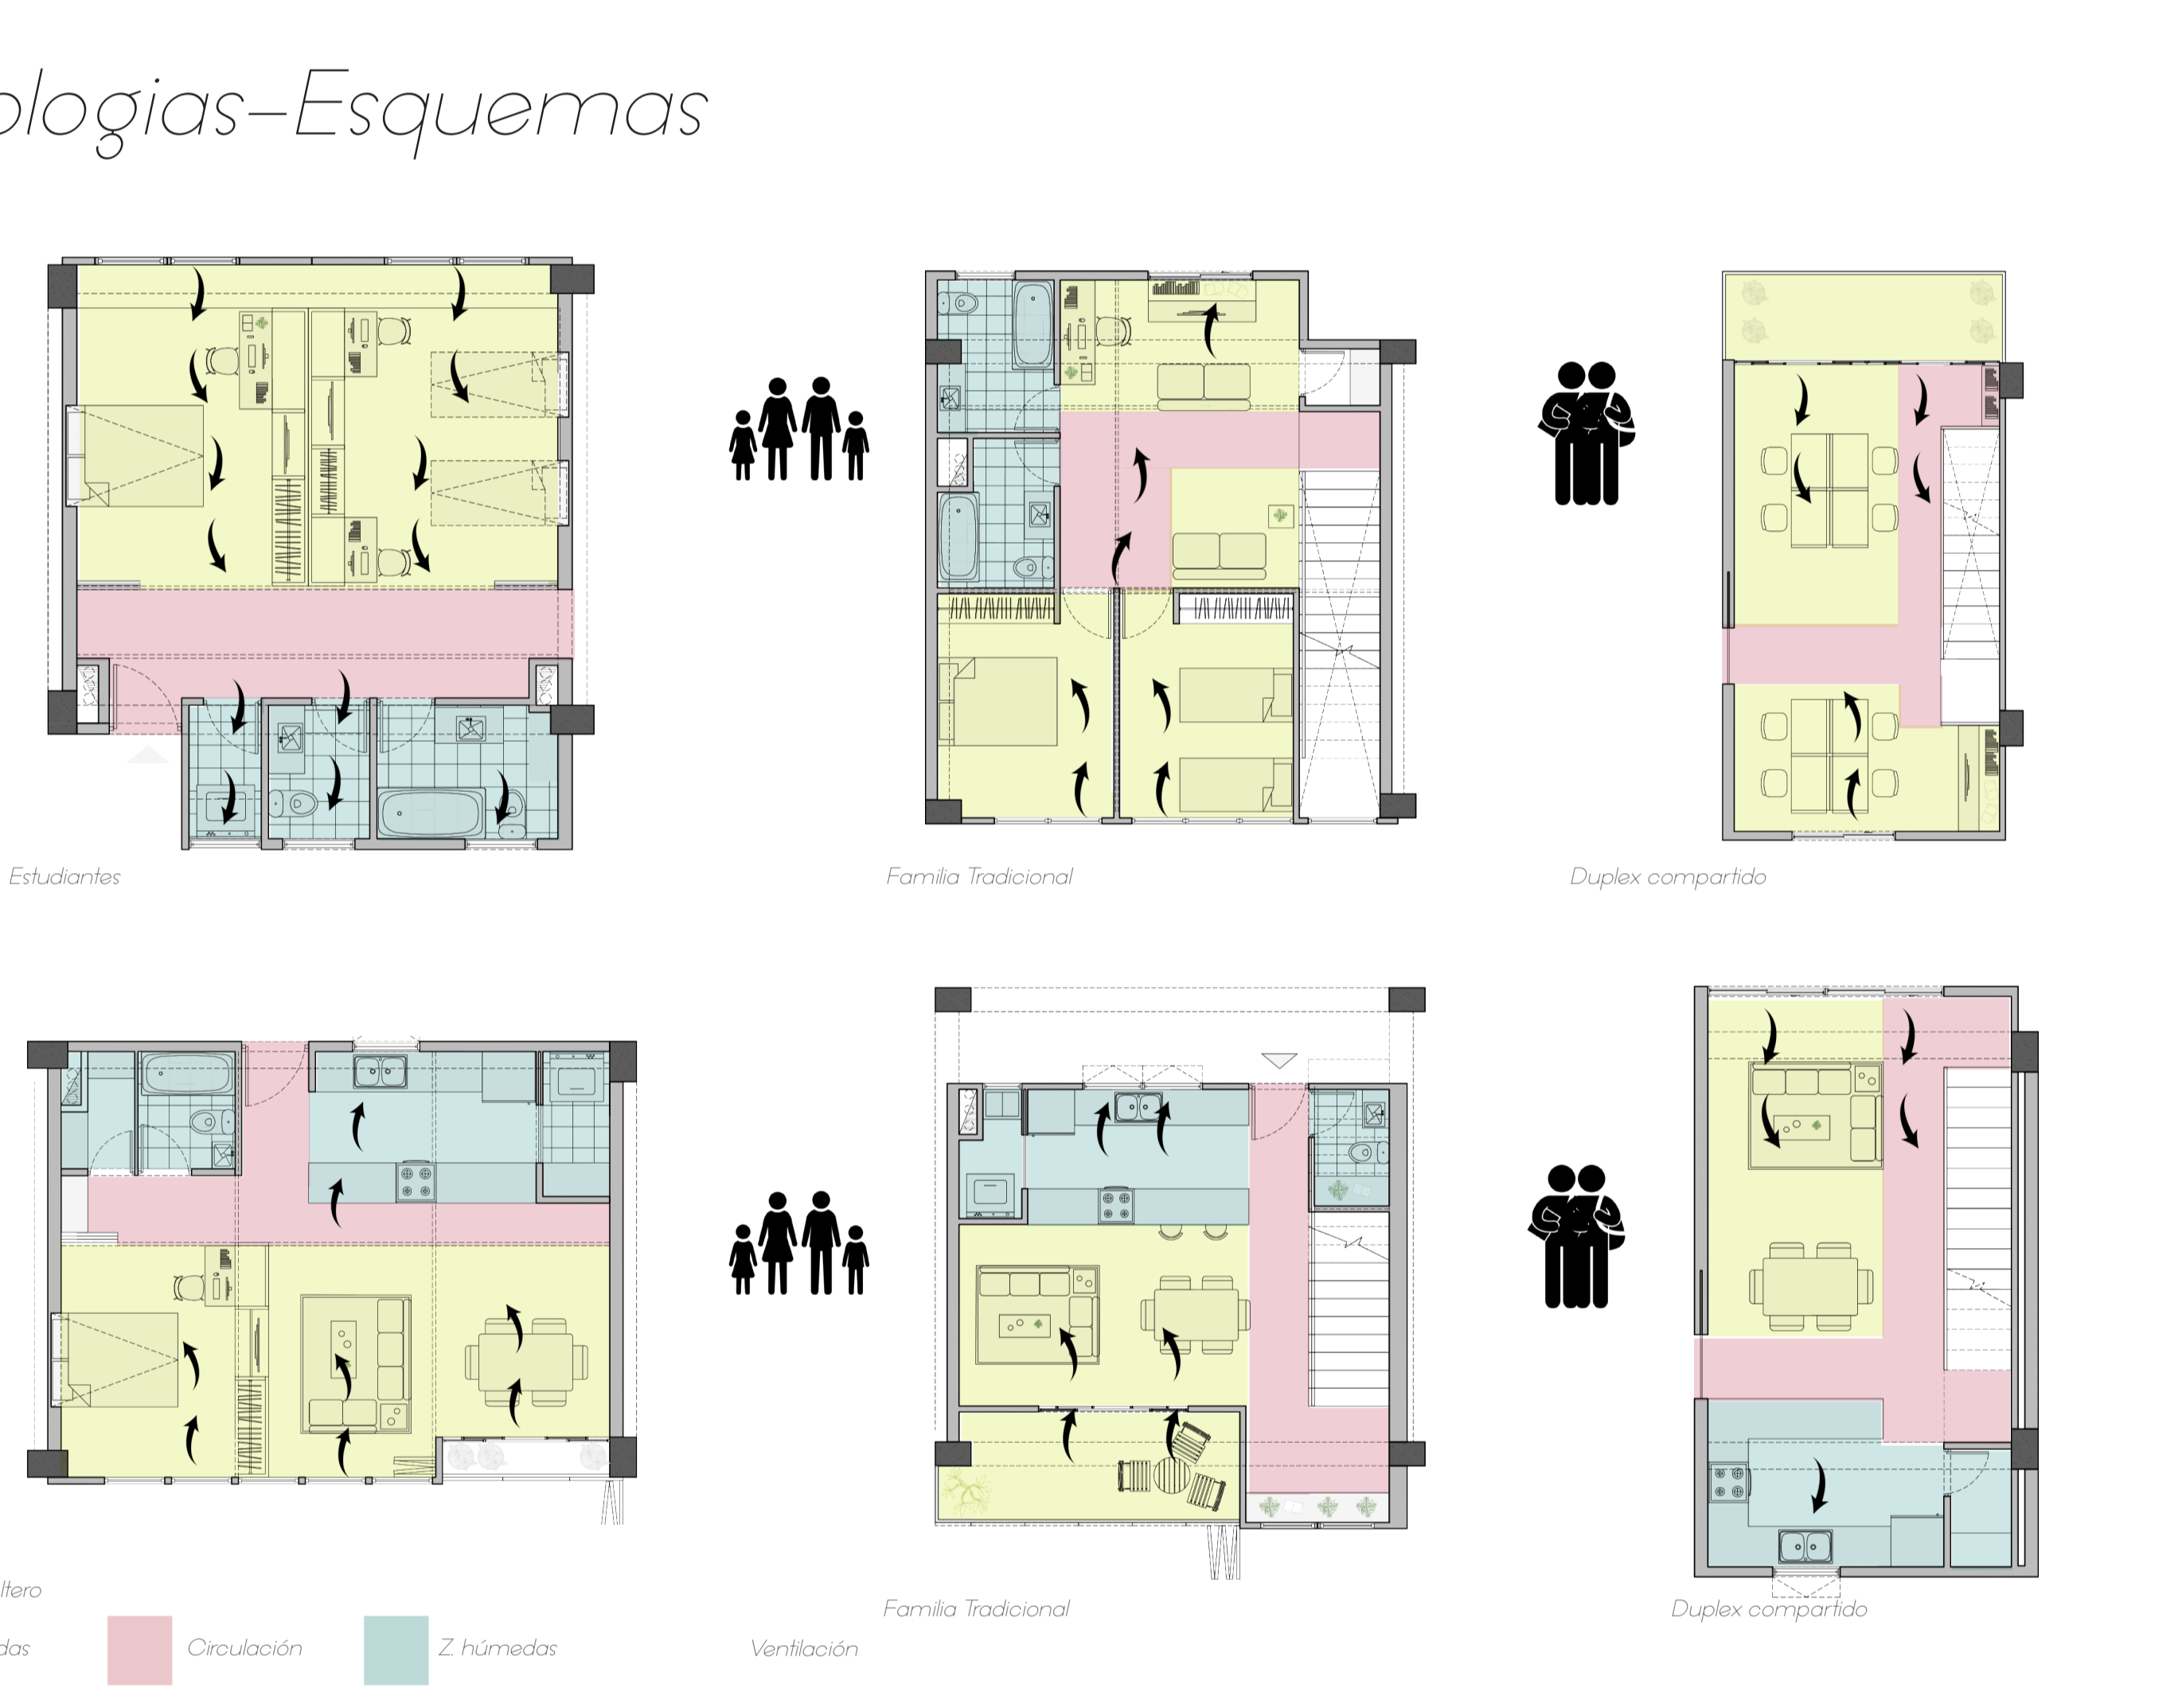 ologias-Esquemas
Estudiantes
Familia Tradicional
Duplex compartido
ltero
Familia Tradicional
Duplex compartido
das
Circulación
Z. húmedas
Ventilación